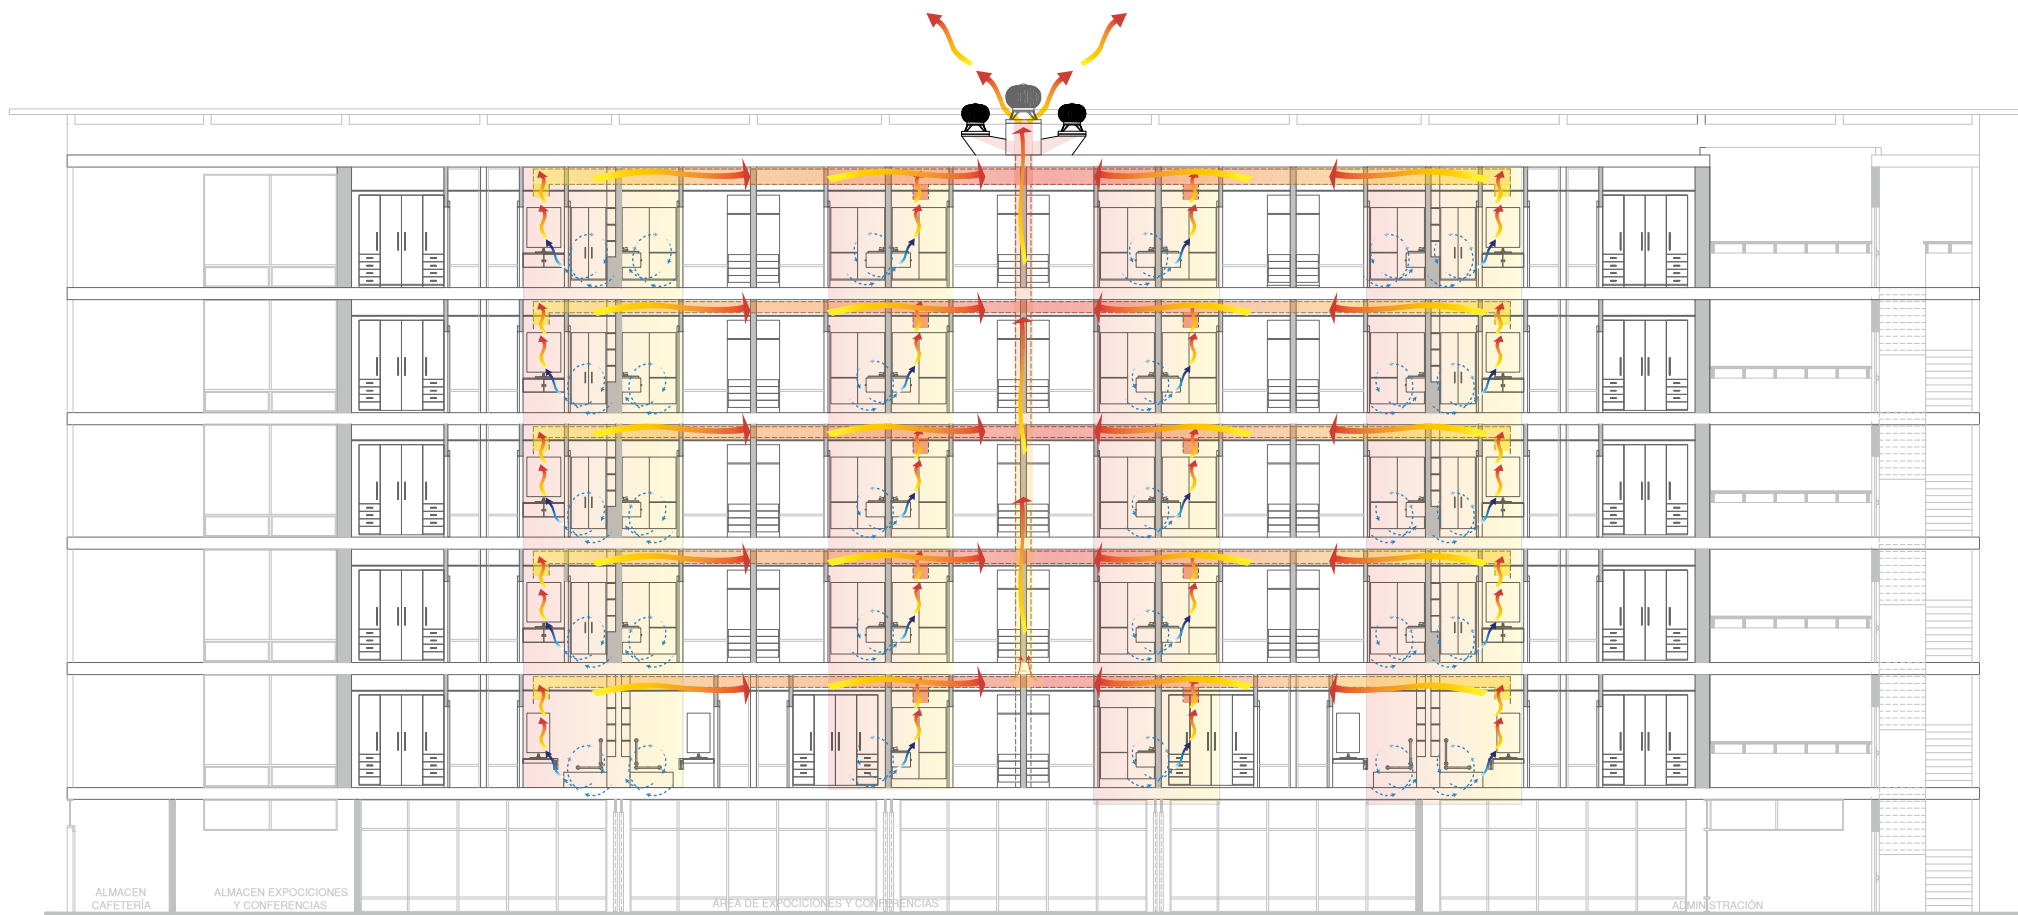 ALMACEN
CAFETERÍA
ALMACEN EXPOCICIONES
Y CONFERENCIAS
ÁREA DE EXPOCICIONES Y CONFERENCIAS
ADMINISTRACIÓN